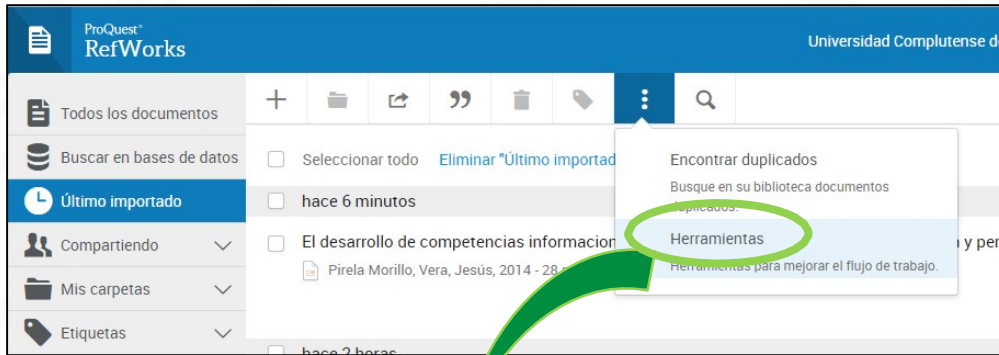 ProQuest®
RefWorks
Universidad Complutense d
Todos los documentos
Buscar en bases de datos
Último importado
Compartiendo
Mis carpetas
Etiquetas
Seleccionar todo Eliminar "Último importad
hace 6 minutos
El desarrollo de competencias informacion y per
Pirela Morillo, Vera, Jesús, 2014 - 28
hace 2 horas
Encontrar duplicados
Busque en su biblioteca documentos
duplicados.
Herramientas
Herramientas para mejorar el flujo de trabajo.